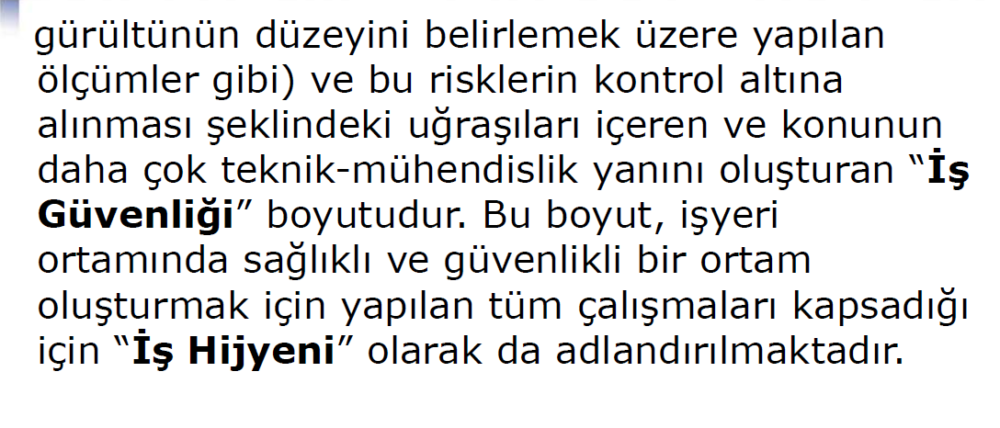 gürültünün düzeyini belirlemek üzere yapılan
ölçümler gibi) ve bu risklerin kontrol altına
alınması şeklindeki uğraşıları içeren ve konunun
daha çok teknik-mühendislik yanını oluşturan “İş
Güvenliği” boyutudur. Bu boyut, işyeri
ortamında sağlıklı ve güvenlikli bir ortam
oluşturmak için yapılan tüm çalışmaları kapsadığı
için “İş Hijyeni” olarak da adlandırılmaktadır.